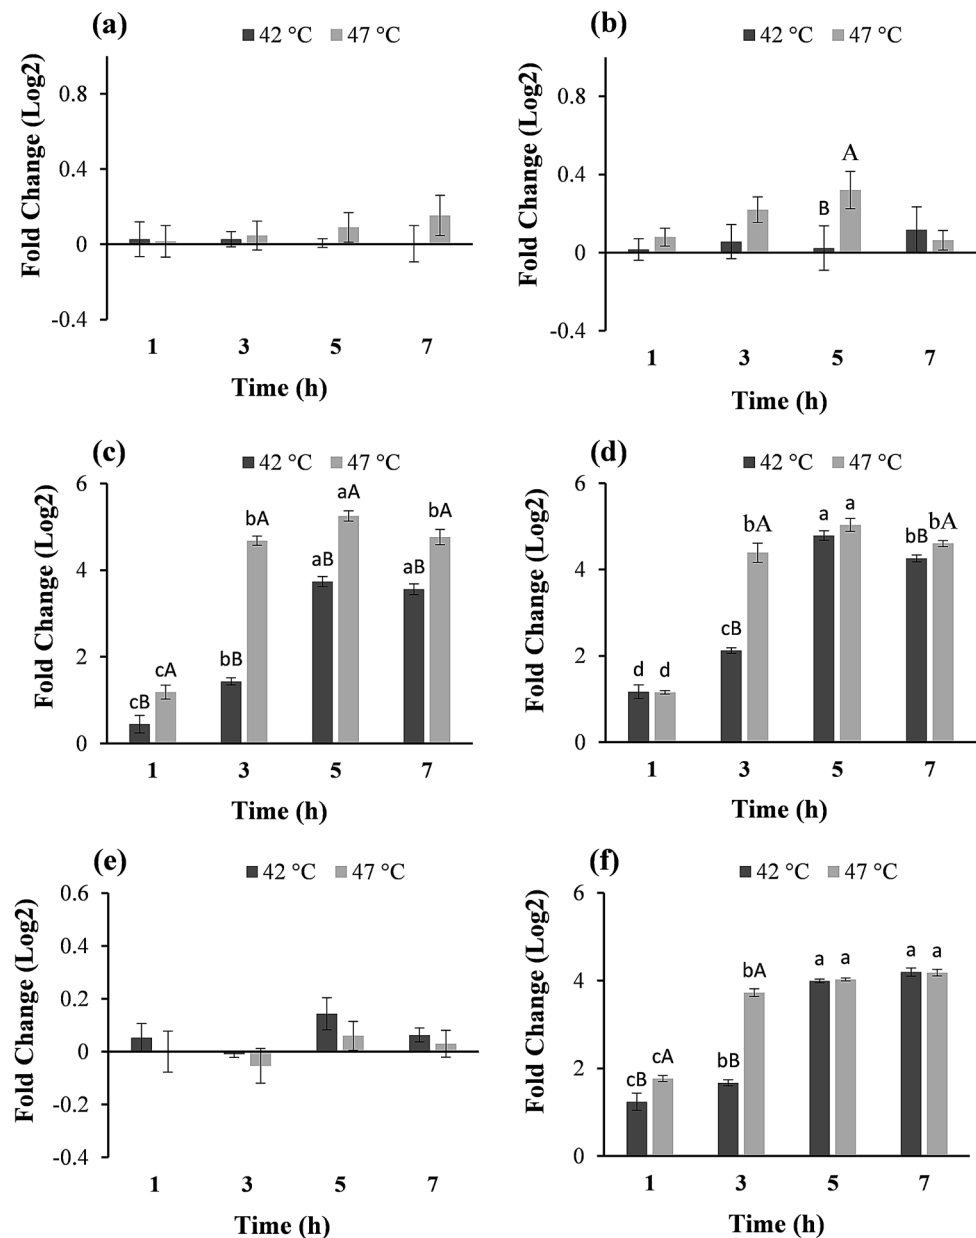 (a)
42 °C 47 °C
Fold Change (Log2)
0.8
0.4
0
-0.4
1 3 5 7
Time (h)
(b)
42 °C 47 °C
Fold Change (Log2)
0.8
0.4
0
-0.4
B A
1 3 5 7
Time (h)
(c)
42 °C 47 °C
Fold Change (Log2)
6
4
2
0
cB cA bB bA aB aA aB bA
1 3 5 7
Time (h)
(d)
42 °C 47 °C
Fold Change (Log2)
6
4
2
0
d d cB bA a a bB bA
1 3 5 7
Time (h)
(e)
42 °C 47 °C
Fold Change (Log2)
0.6
0.4
0.2
0
-0.2
-0.4
1 3 5 7
Time (h)
(f)
42 °C 47 °C
Fold Change (Log2)
6
4
2
0
cB cA bB bA a a a a
1 3 5 7
Time (h)